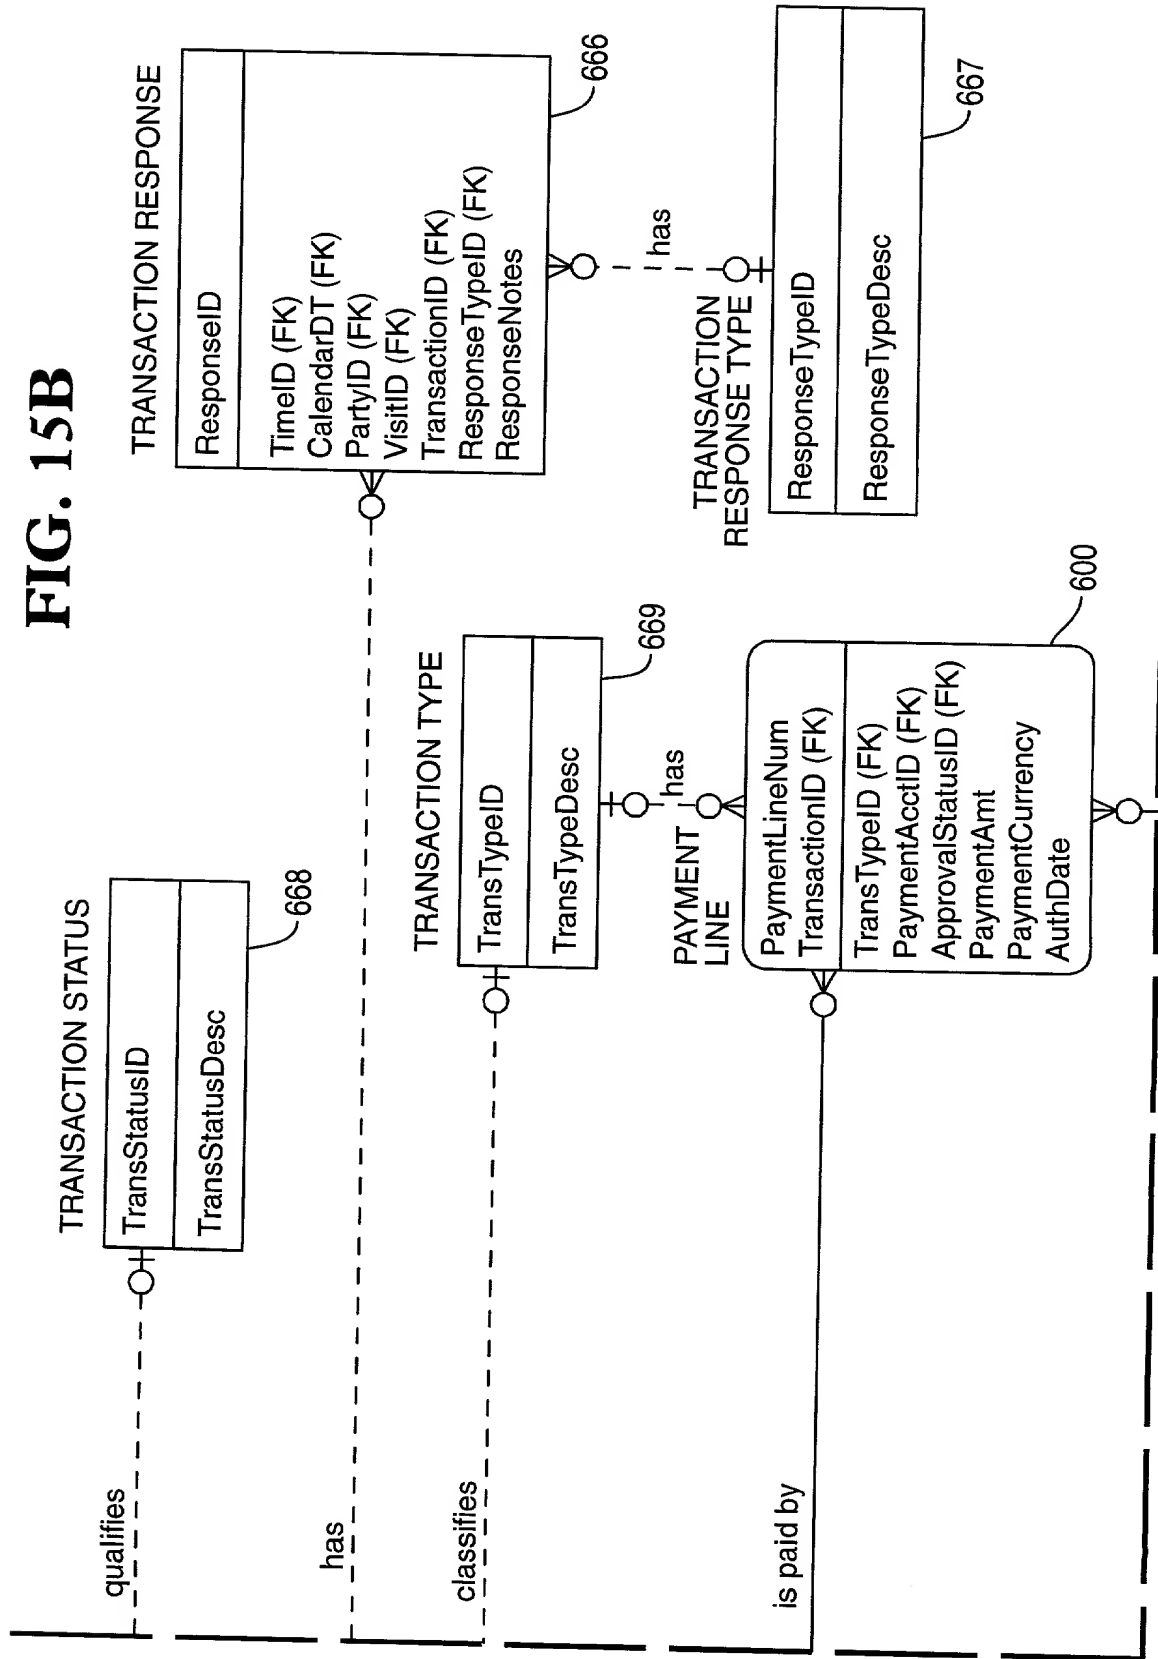 FIG. 15B
TRANSACTION STATUS
TransStatusID
TransStatusDesc
668
qualifies
TRANSACTION RESPONSE
ResponseID
TimeID (FK)
CalendarDT (FK)
PartyID (FK)
VisitID (FK)
TransactionID (FK)
ResponseTypeID (FK)
ResponseNotes
666
has
TRANSACTION TYPE
TransTypeID
TransTypeDesc
669
classifies
has
has
TRANSACTION
RESPONSE TYPE
ResponseTypeID
ResponseTypeDesc
667
PAYMENT
LINE
PaymentLineNum
TransactionID (FK)
TransTypeID (FK)
PaymentAcctID (FK)
ApprovalStatusID (FK)
PaymentAmt
PaymentCurrency
AuthDate
600
is paid by